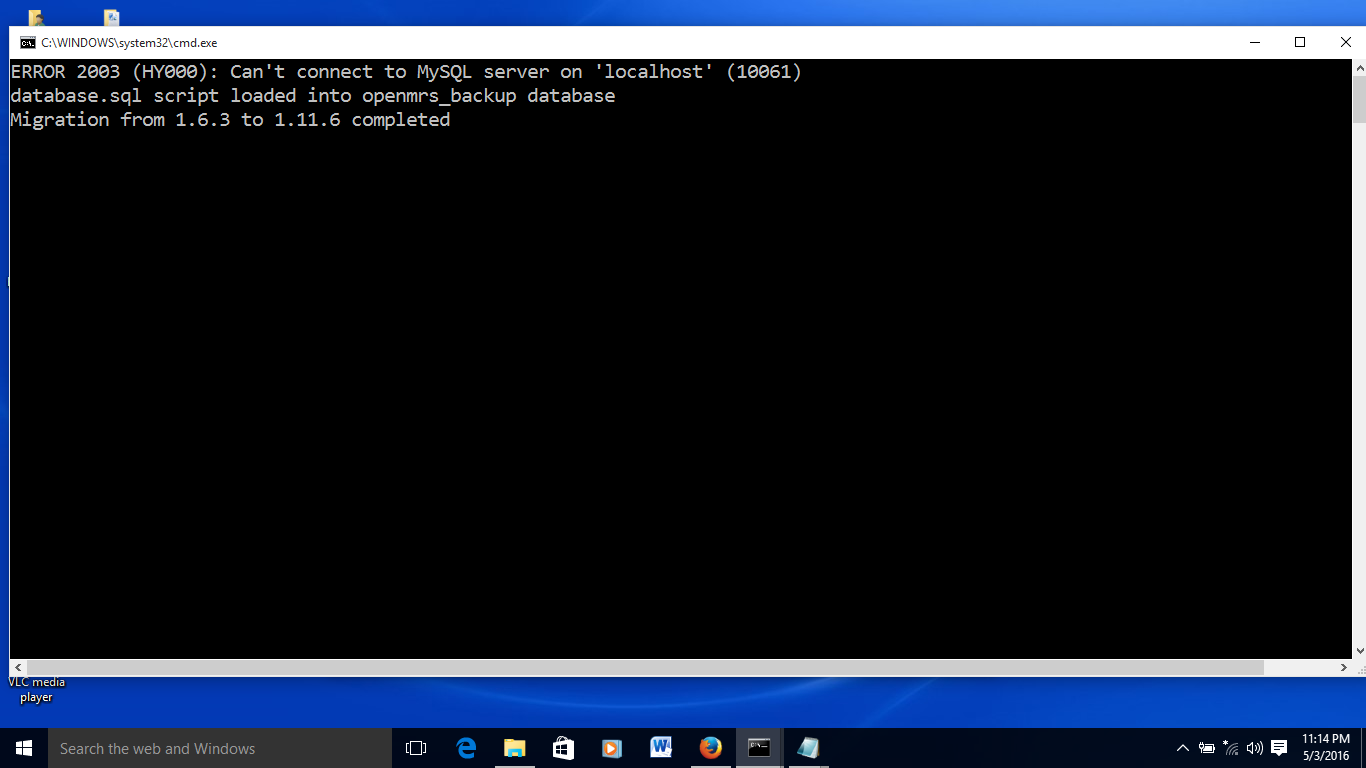 C:\WINDOWS\system32\cmd.exe
ERROR 2003 (HY000): Can't connect to MySQL server on 'localhost' (10061)
database.sql script loaded into openmrs_backup database
Migration from 1.6.3 to 1.11.6 completed
VLC media
player
Search the web and Windows
11:14 PM
5/3/2016